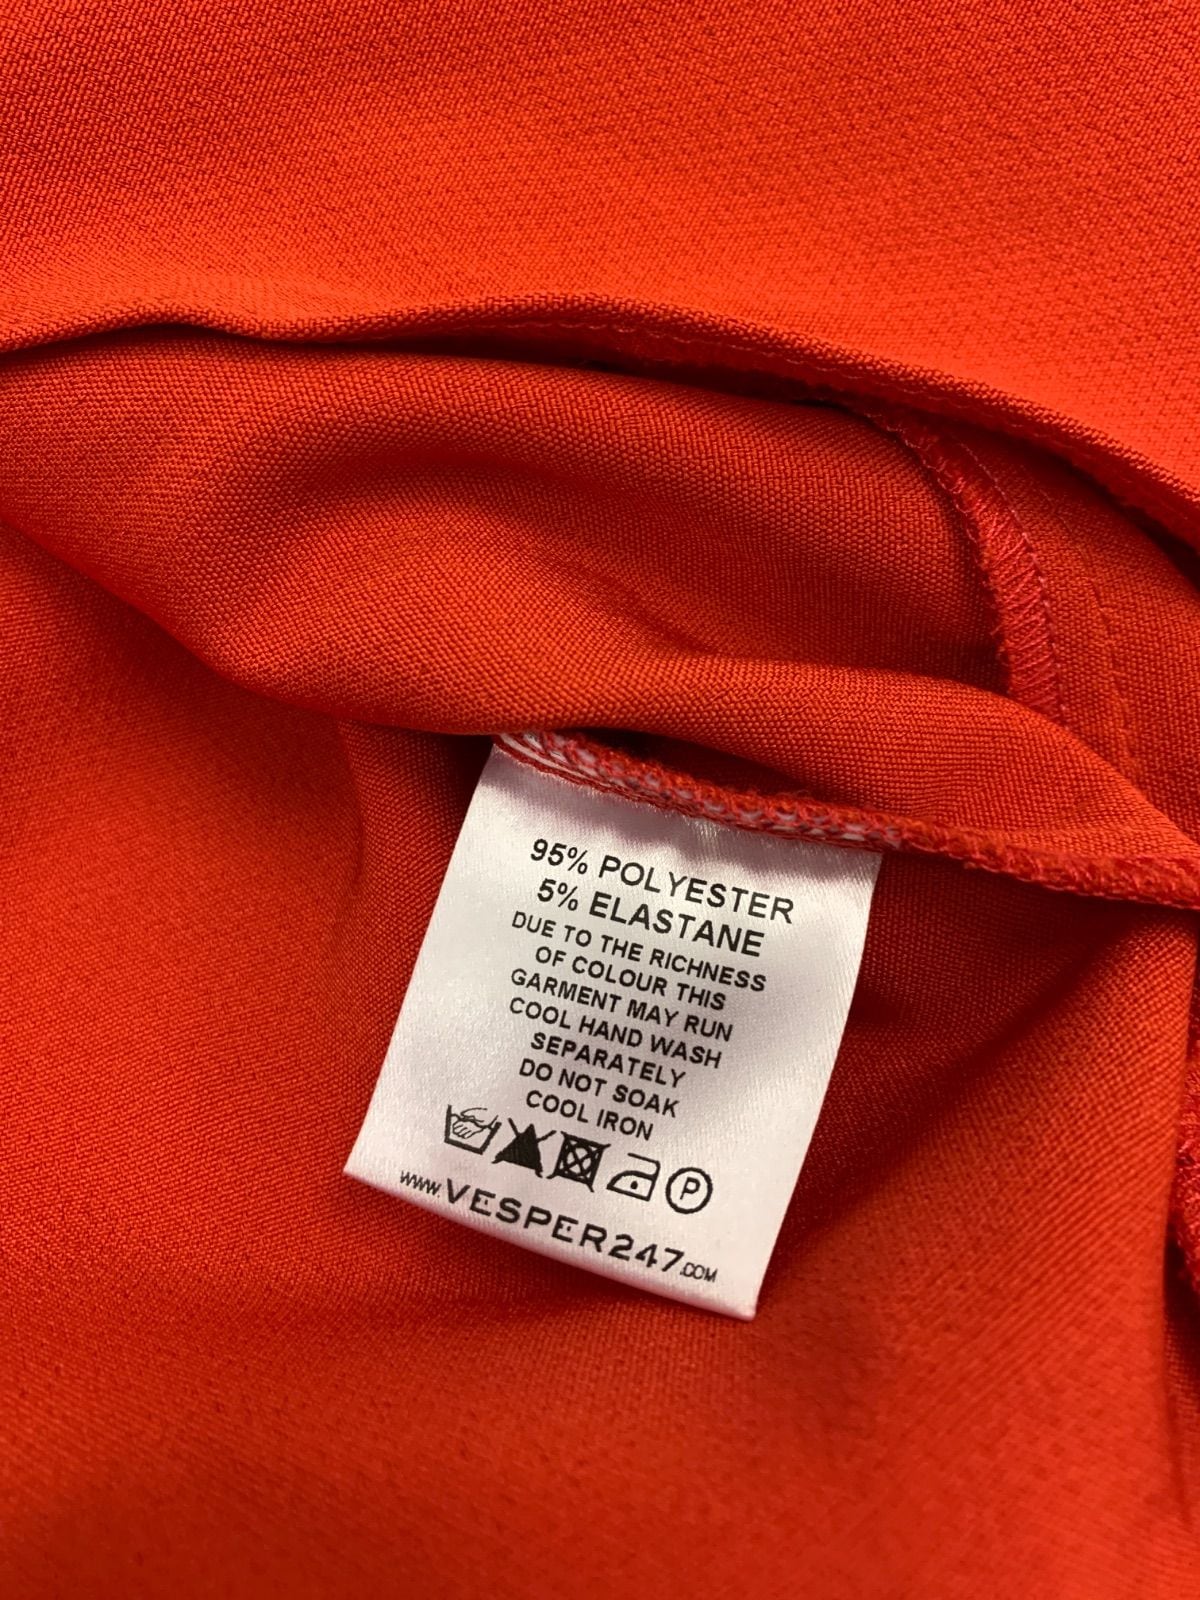 95% POLYESTER
5% ELASTANE
DUE TO THE RICHNESS
OF COLOUR THIS
GARMENT MAY RUN
COOL HAND WASH
SEPARATELY
DO NOT SOAK
COOL IRON
P
www.VESPER247.com